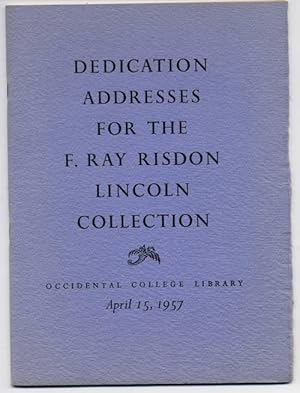 DEDICATION
ADDRESSES
FOR THE
F. RAY RISDON
LINCOLN
COLLECTION
OCCIDENTAL COLLEGE LIBRARY
April 15, 1957